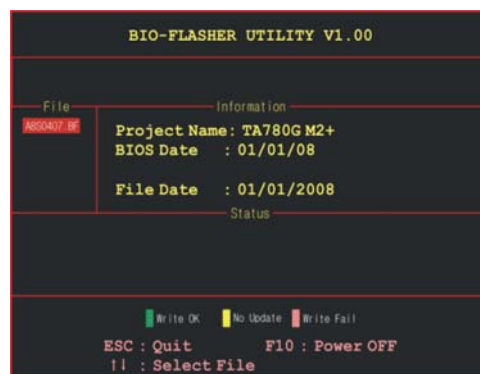 BIO-FLASHER UTILITY V1.00
File
Information
A8S0407.BF
Project Name: TA780G M2+
BIOS Date : 01/01/08
File Date : 01/01/2008
Status
Write OK No Update Write Fail
ESC : Quit F10 : Power OFF
↑↓ : Select File